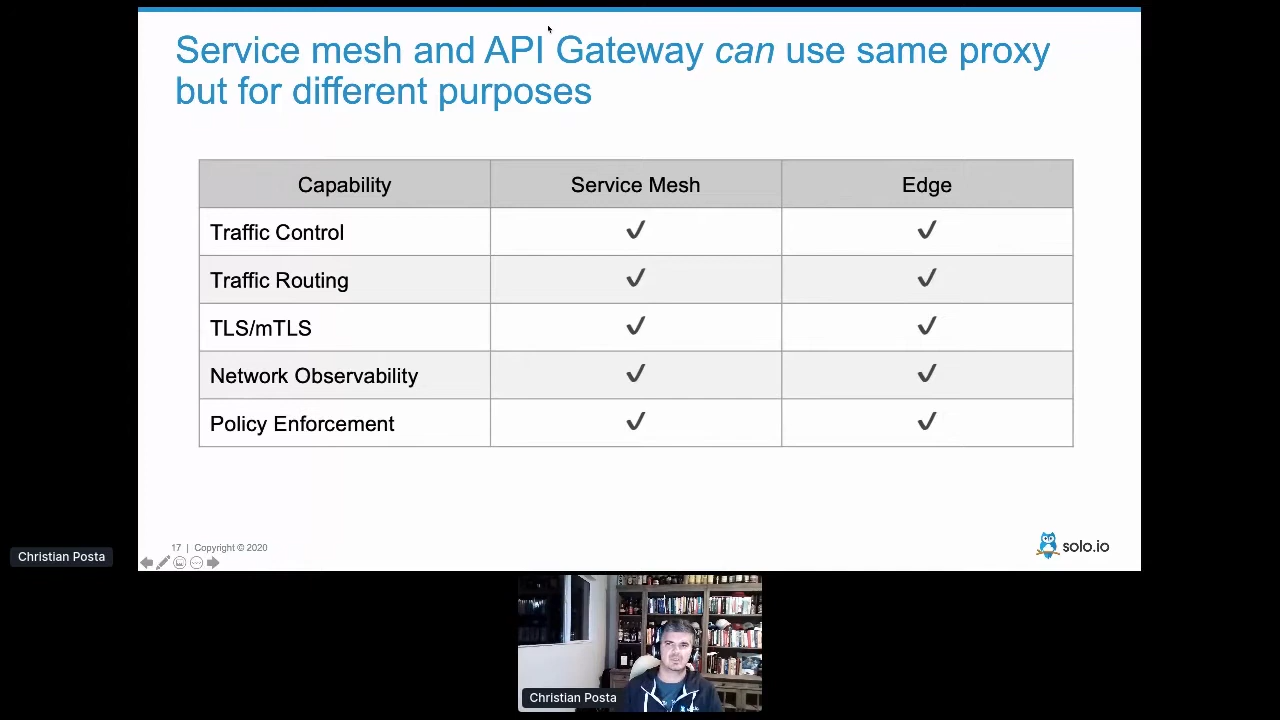 Service mesh and API Gateway can use same proxy
but for different purposes
Capability Service Mesh Edge
Traffic Control ✓ ✓
Traffic Routing ✓ ✓
TLS/mTLS ✓ ✓
Network Observability ✓ ✓
Policy Enforcement ✓ ✓
17 | Copyright © 2020
solo.io
Christian Posta
Christian Posta